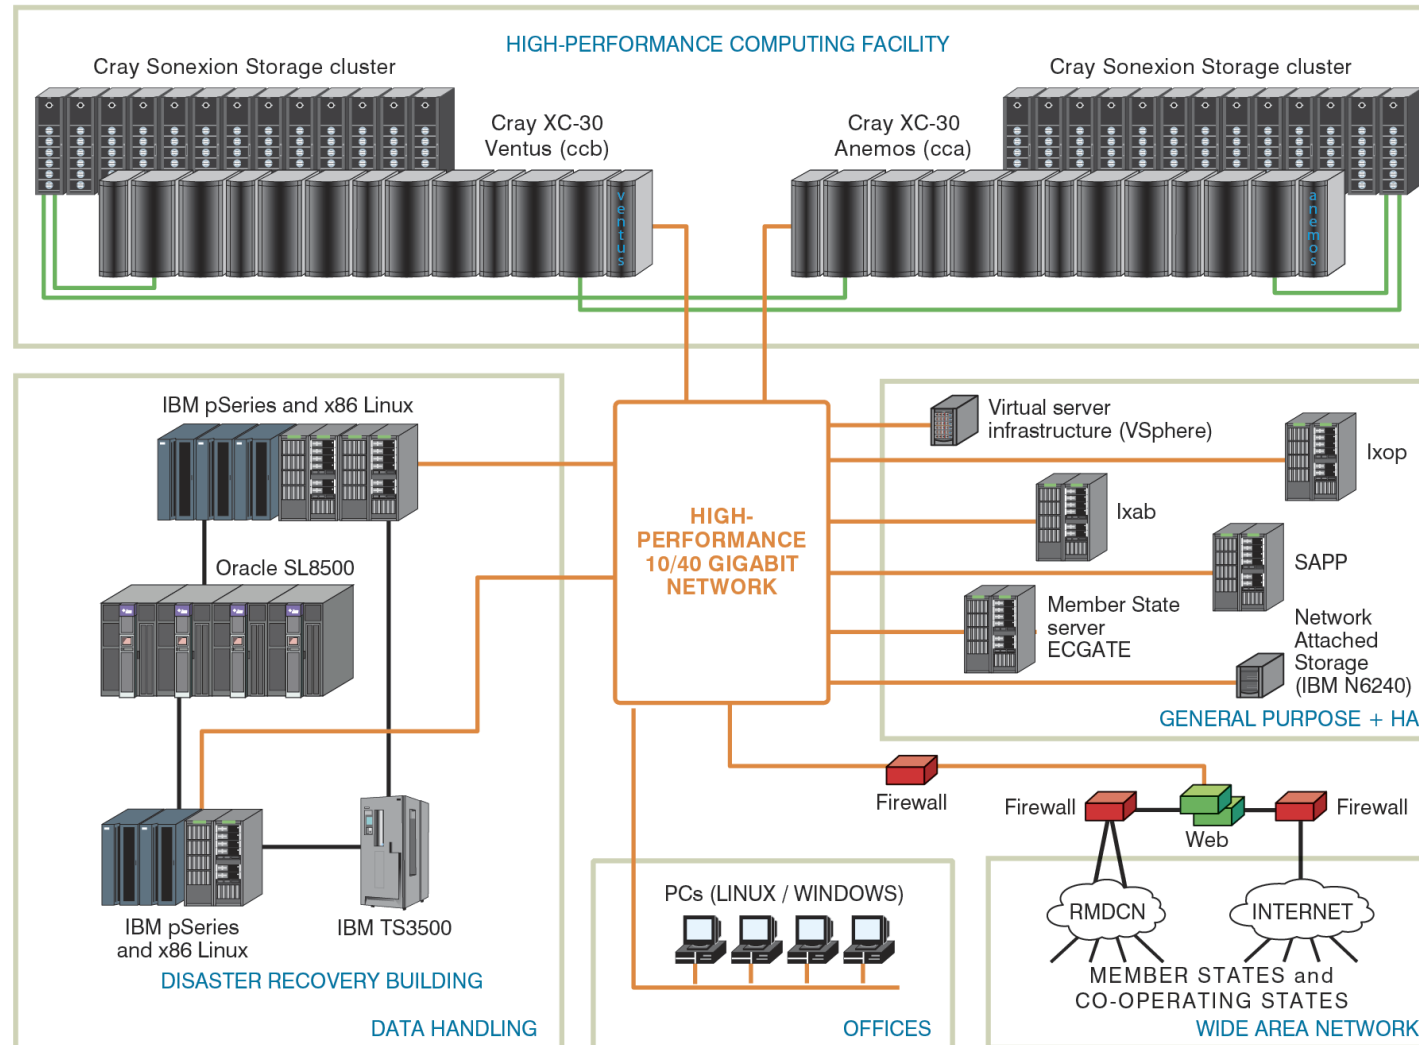 HIGH-PERFORMANCE COMPUTING FACILITY
Cray Sonexion Storage cluster
Cray Sonexion Storage cluster
Cray XC-30
Ventus (ccb)
Cray XC-30
Anemos (cca)
ventus
anemos
IBM pSeries and x86 Linux
Oracle SL8500
IBM pSeries
and x86 Linux
IBM TS3500
DISASTER RECOVERY BUILDING
DATA HANDLING
HIGH-
PERFORMANCE
10/40 GIGABIT
NETWORK
Virtual server
infrastructure (VSphere)
Ixop
Ixab
SAPP
Member State
server
ECGATE
Network
Attached
Storage
(IBM N6240)
GENERAL PURPOSE + HA
Firewall
Firewall
Web
Firewall
PCs (LINUX / WINDOWS)
OFFICES
RMDCN
INTERNET
MEMBER STATES and
CO-OPERATING STATES
WIDE AREA NETWORK